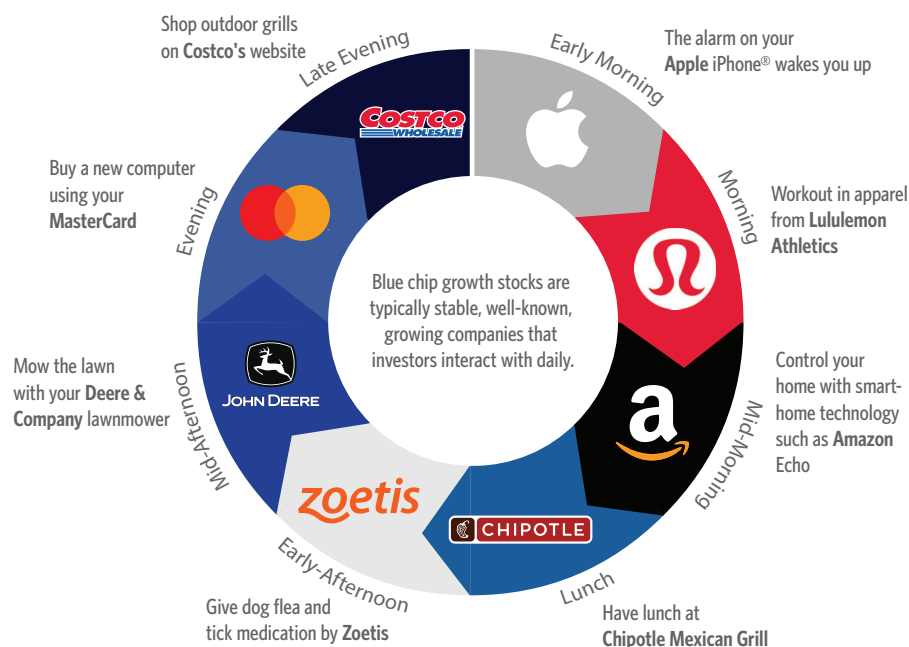 Shop outdoor grills
on Costco's website
Late Evening
Early Morning
The alarm on your
Apple iPhone® wakes you up
COSTCO
WHOLESALE
Buy a new computer
using your
MasterCard
Evening
Morning
Workout in apparel
from Lululemon
Athletics
Blue chip growth stocks are
typically stable, well-known,
growing companies that
investors interact with daily.
Mow the lawn
with your Deere &
Company lawnmower
Mid-Afternoon
JOHN DEERE
a
Mid-Morning
Control your
home with smart-
home technology
such as Amazon
Echo
zoetis
CHIPOTLE
Early-Afternoon
Lunch
Give dog flea and
tick medication by Zoetis
Have lunch at
Chipotle Mexican Grill